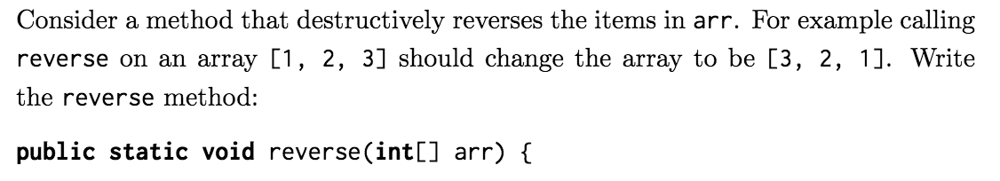 Consider a method that destructively reverses the items in arr. For example calling
reverse on an array [1, 2, 3] should change the array to be [3, 2, 1]. Write
the reverse method:
public static void reverse(int[] arr) {